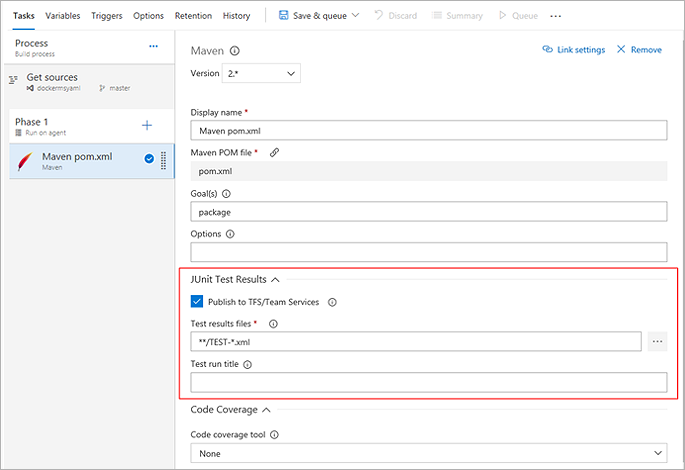 Tasks Variables Triggers Options Retention History Save & queue Discard Summary Queue ...
Process
Build process
...
Get sources
dockermsyaml master
Phase 1
Run on agent
Maven pom.xml
Maven
Maven
Link settings Remove
Version 2.*
Display name *
Maven pom.xml
Maven POM file *
pom.xml
Goal(s)
package
Options
JUnit Test Results
Publish to TFS/Team Services
Test results files *
**/TEST-*.xml
...
Test run title
Code Coverage
Code coverage tool
None